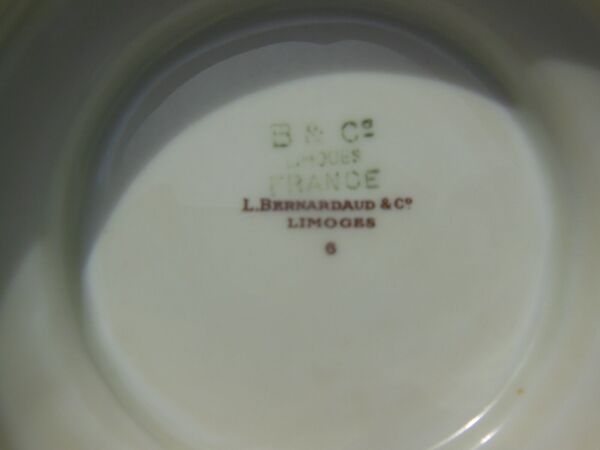 B & Cº
LIMOGES
FRANCE
L. BERNARDAUD & Cº
LIMOGES
6